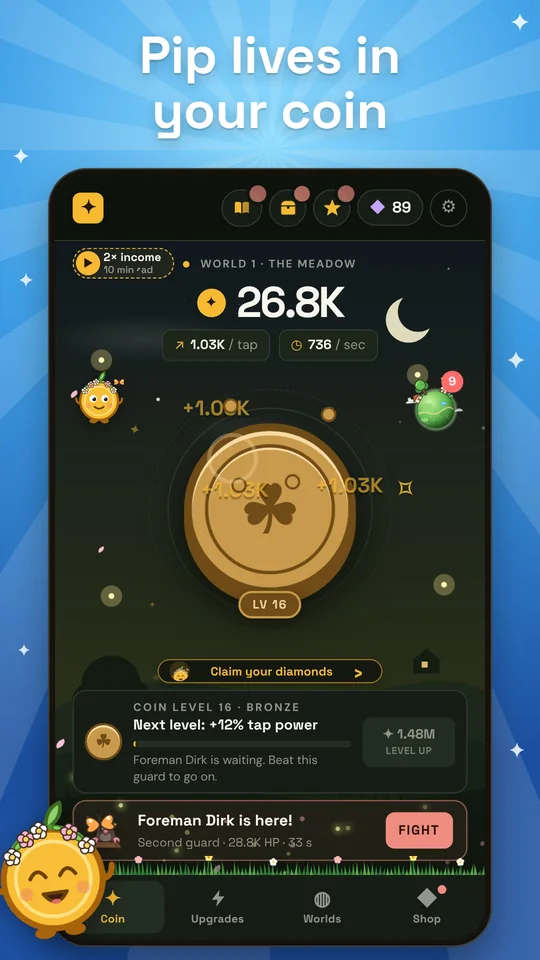 Pip lives in
your coin
89
2× income
10 min · ad
WORLD 1 · THE MEADOW
26.8K
1.03K / tap
736 / sec
9
+1.03K
+1.03K
LV 16
Claim your diamonds >
COIN LEVEL 16 · BRONZE
Next level: +12% tap power
Foreman Dirk is waiting. Beat this
guard to go on.
1.48M
LEVEL UP
Foreman Dirk is here!
Second guard · 28.8K HP · 33 s
FIGHT
Coin
Upgrades
Worlds
Shop